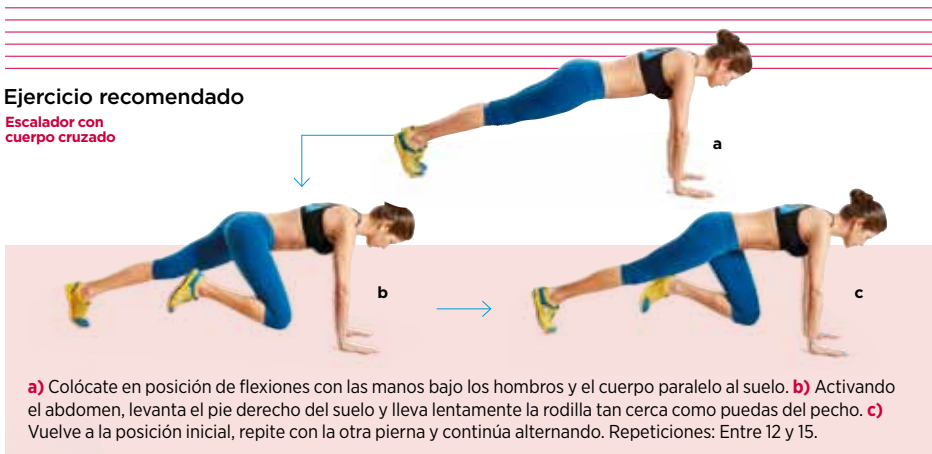 Ejercicio recomendado
Escalador con
cuerpo cruzado
a
b
c
a) Colócate en posición de flexiones con las manos bajo los hombros y el cuerpo paralelo al suelo. b) Activando
el abdomen, levanta el pie derecho del suelo y lleva lentamente la rodilla tan cerca como puedas del pecho. c)
Vuelve a la posición inicial, repite con la otra pierna y continúa alternando. Repeticiones: Entre 12 y 15.